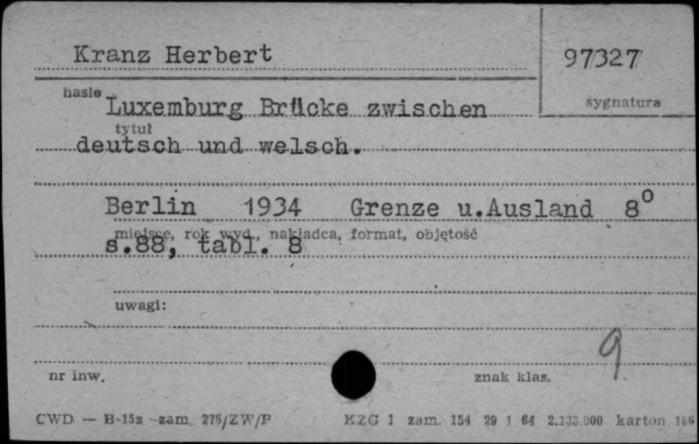 Kranz Herbert
97327
hasło
sygnatura
Luxemburg Brücke zwischen
tytuł
deutsch und welsch.
Berlin 1934 Grenze u.Ausland 8⁰
miejsce, rok wyd., nakładca, format, objętość
s.88, tabl. 8
uwagi:
9
nr inw.
znak klas.
CWD — B-15a zam. 276/ZW/P
KZG 1 zam. 154 29 1 64 2.133.000 karton